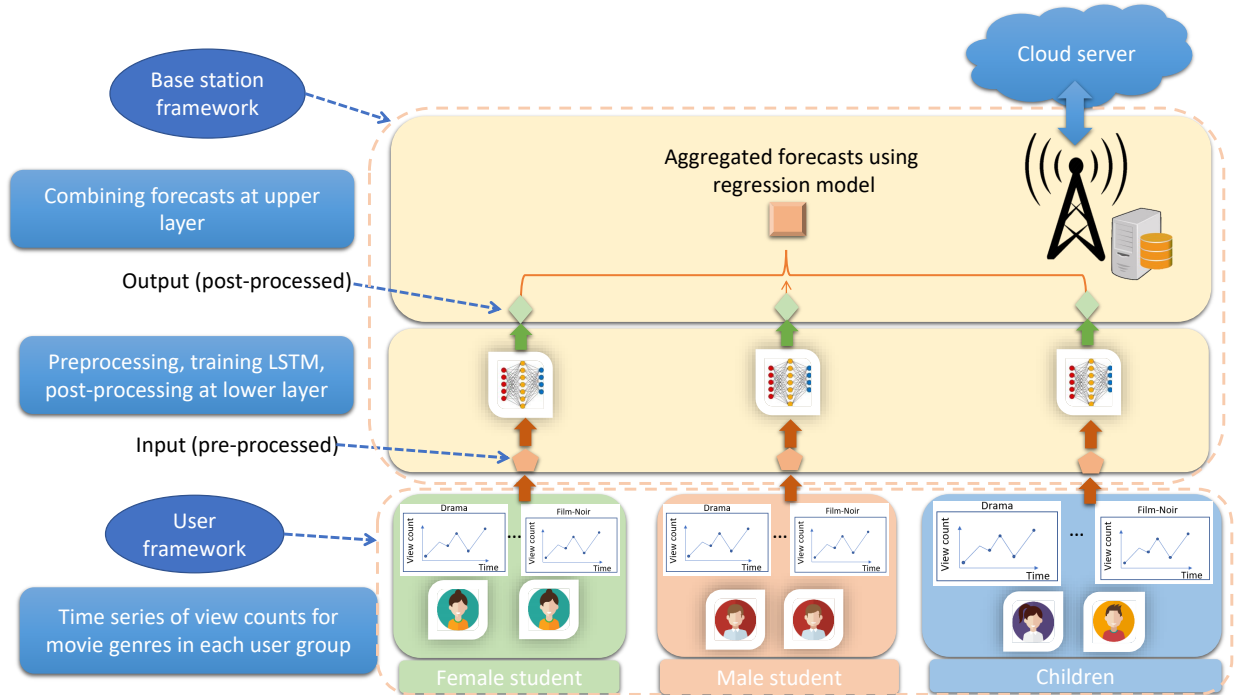 Cloud server
Base station
framework
Aggregated forecasts using
regression model
Combining forecasts at upper
layer
Output (post-processed)
Preprocessing, training LSTM,
post-processing at lower layer
Input (pre-processed)
User
framework
Time series of view counts for
movie genres in each user group
Drama
View count
Time
...
Film-Noir
View count
Time
Drama
View count
Time
...
Film-Noir
View count
Time
Drama
View count
Time
...
Film-Noir
View count
Time
Female student
Male student
Children